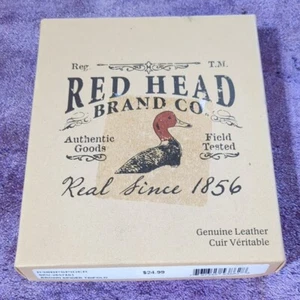 Reg. T.M.
RED HEAD
BRAND CO.
Authentic
Goods
Field
Tested
Real Since 1856
Genuine Leather
Cuir Véritable
$24.99